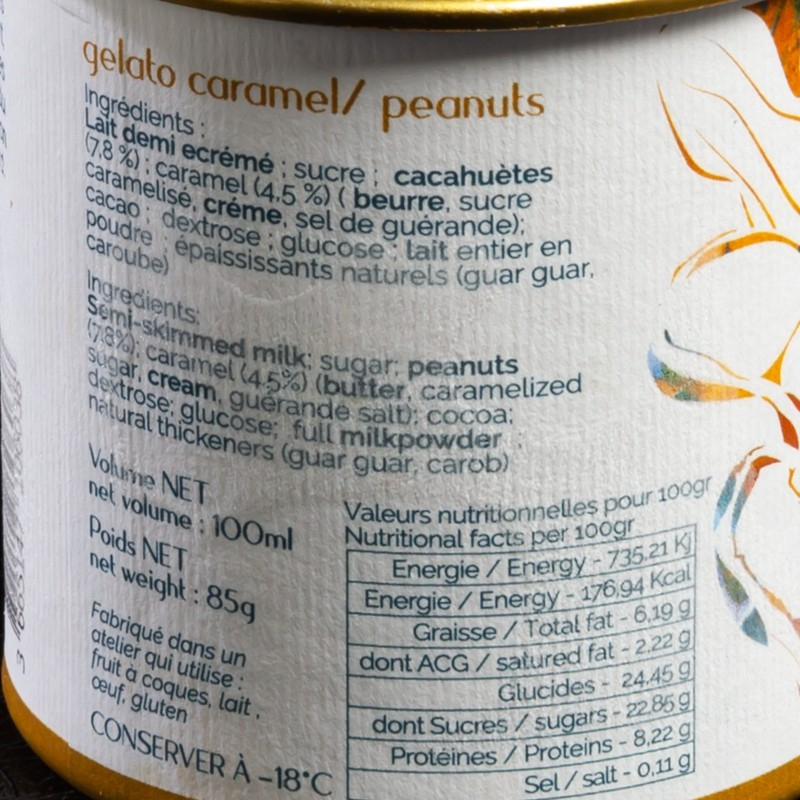 gelato caramel/ peanuts
Ingrédients :
Lait demi ecrémé ; sucre ; cacahuètes
(7,8 %) ; caramel (4,5 %) ( beurre, sucre
caramelisé, créme, sel de guérande);
cacao ; dextrose ; glucose ; lait entier en
poudre ; épaississants naturels (guar guar,
caroube)
Ingredients:
Semi-skimmed milk; sugar; peanuts
(7,8%); caramel (4.5%) (butter, caramelized
sugar, cream, guérande salt); cocoa;
dextrose; glucose; full milkpowder ;
natural thickeners (guar guar, carob)
Volume NET
net volume : 100ml
Poids NET
net weight : 85g
Fabriqué dans un
atelier qui utilise :
fruit à coques, lait ,
œuf, gluten
CONSERVER À -18°C
Valeurs nutritionnelles pour 100gr
Nutritional facts per 100gr
Energie / Energy - 735,21 Kj
Energie / Energy - 176,94 Kcal
Graisse / Total fat - 6,19 g
dont ACG / satured fat - 2,22 g
Glucides - 24,45 g
dont Sucres / sugars - 22,86 g
Protéines / Proteins - 8,22 g
Sel / salt - 0,11 g